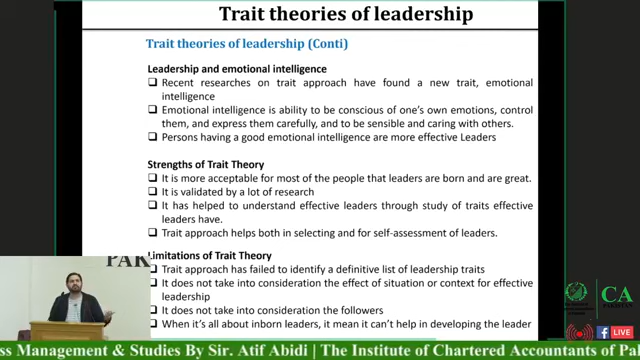 Trait theories of leadership
Trait theories of leadership (Conti)
Leadership and emotional intelligence
Recent researches on trait approach have found a new trait, emotional
intelligence
Emotional intelligence is ability to be conscious of one's own emotions, control
them, and express them carefully, and to be sensible and caring with others.
Persons having a good emotional intelligence are more effective Leaders
Strengths of Trait Theory
It is more acceptable for most of the people that leaders are born and are great.
It is validated by a lot of research
It has helped to understand effective leaders through study of traits effective
leaders have.
Trait approach helps both in selecting and for self-assessment of leaders.
Limitations of Trait Theory
PAK
Trait approach has failed to identify a definitive list of leadership traits
It does not take into consideration the effect of situation or context for effective
leadership
It does not take into consideration the followers
When it's all about inborn leaders, it mean it can't help in developing the leader
CA
PAKISTAN
LIVE
ss Management & Studies By Sir. Atif Abidi | The Institute of Chartered Accountants of Pa